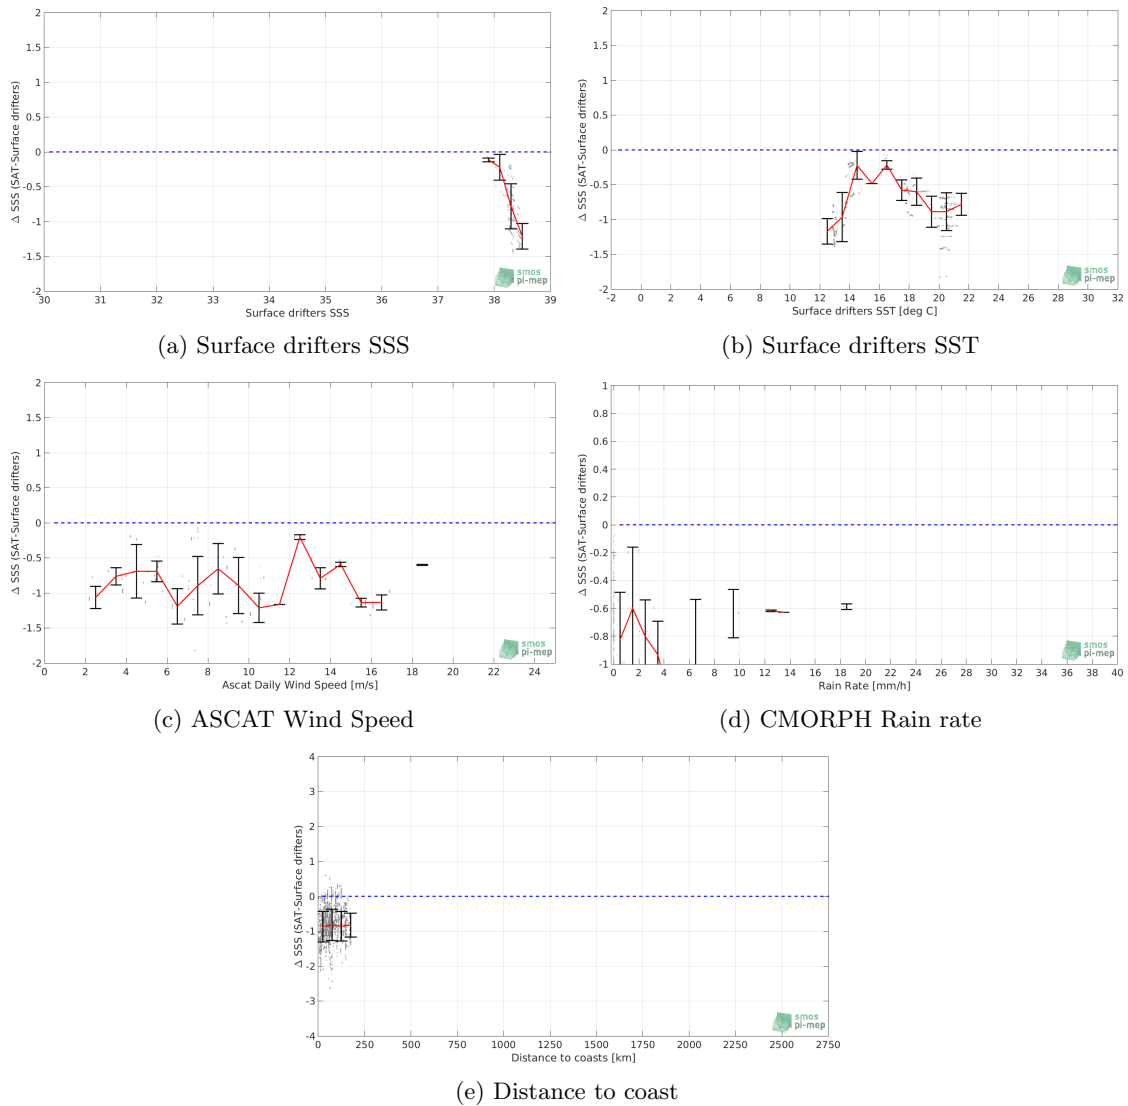 2
1.5
1
0.5
0
-0.5
-1
-1.5
-2
Δ SSS (SAT-Surface drifters)
30 31 32 33 34 35 36 37 38 39
Surface drifters SSS
smos
pi-mep
(a) Surface drifters SSS
2
1.5
1
0.5
0
-0.5
-1
-1.5
-2
Δ SSS (SAT-Surface drifters)
-2 0 2 4 6 8 10 12 14 16 18 20 22 24 26 28 30 32
Surface drifters SST [deg C]
smos
pi-mep
(b) Surface drifters SST
2
1.5
1
0.5
0
-0.5
-1
-1.5
-2
Δ SSS (SAT-Surface drifters)
0 2 4 6 8 10 12 14 16 18 20 22 24
Ascat Daily Wind Speed [m/s]
smos
pi-mep
(c) ASCAT Wind Speed
1
0.8
0.6
0.4
0.2
0
-0.2
-0.4
-0.6
-0.8
-1
Δ SSS (SAT-Surface drifters)
0 2 4 6 8 10 12 14 16 18 20 22 24 26 28 30 32 34 36 38 40
Rain Rate [mm/h]
smos
pi-mep
(d) CMORPH Rain rate
4
3
2
1
0
-1
-2
-3
-4
Δ SSS (SAT-Surface drifters)
0 250 500 750 1000 1250 1500 1750 2000 2250 2500 2750
Distance to coasts [km]
smos
pi-mep
(e) Distance to coast